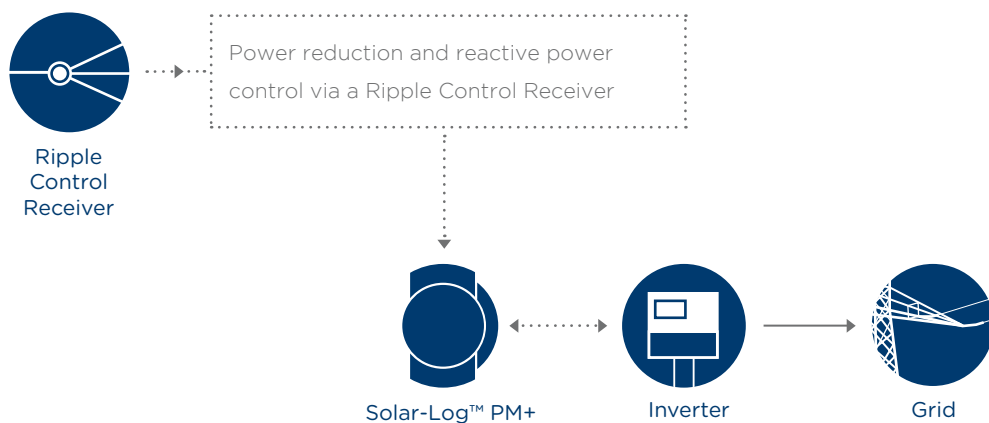 Power reduction and reactive power
control via a Ripple Control Receiver
Ripple
Control
Receiver
Solar-Log™ PM+
Inverter
Grid